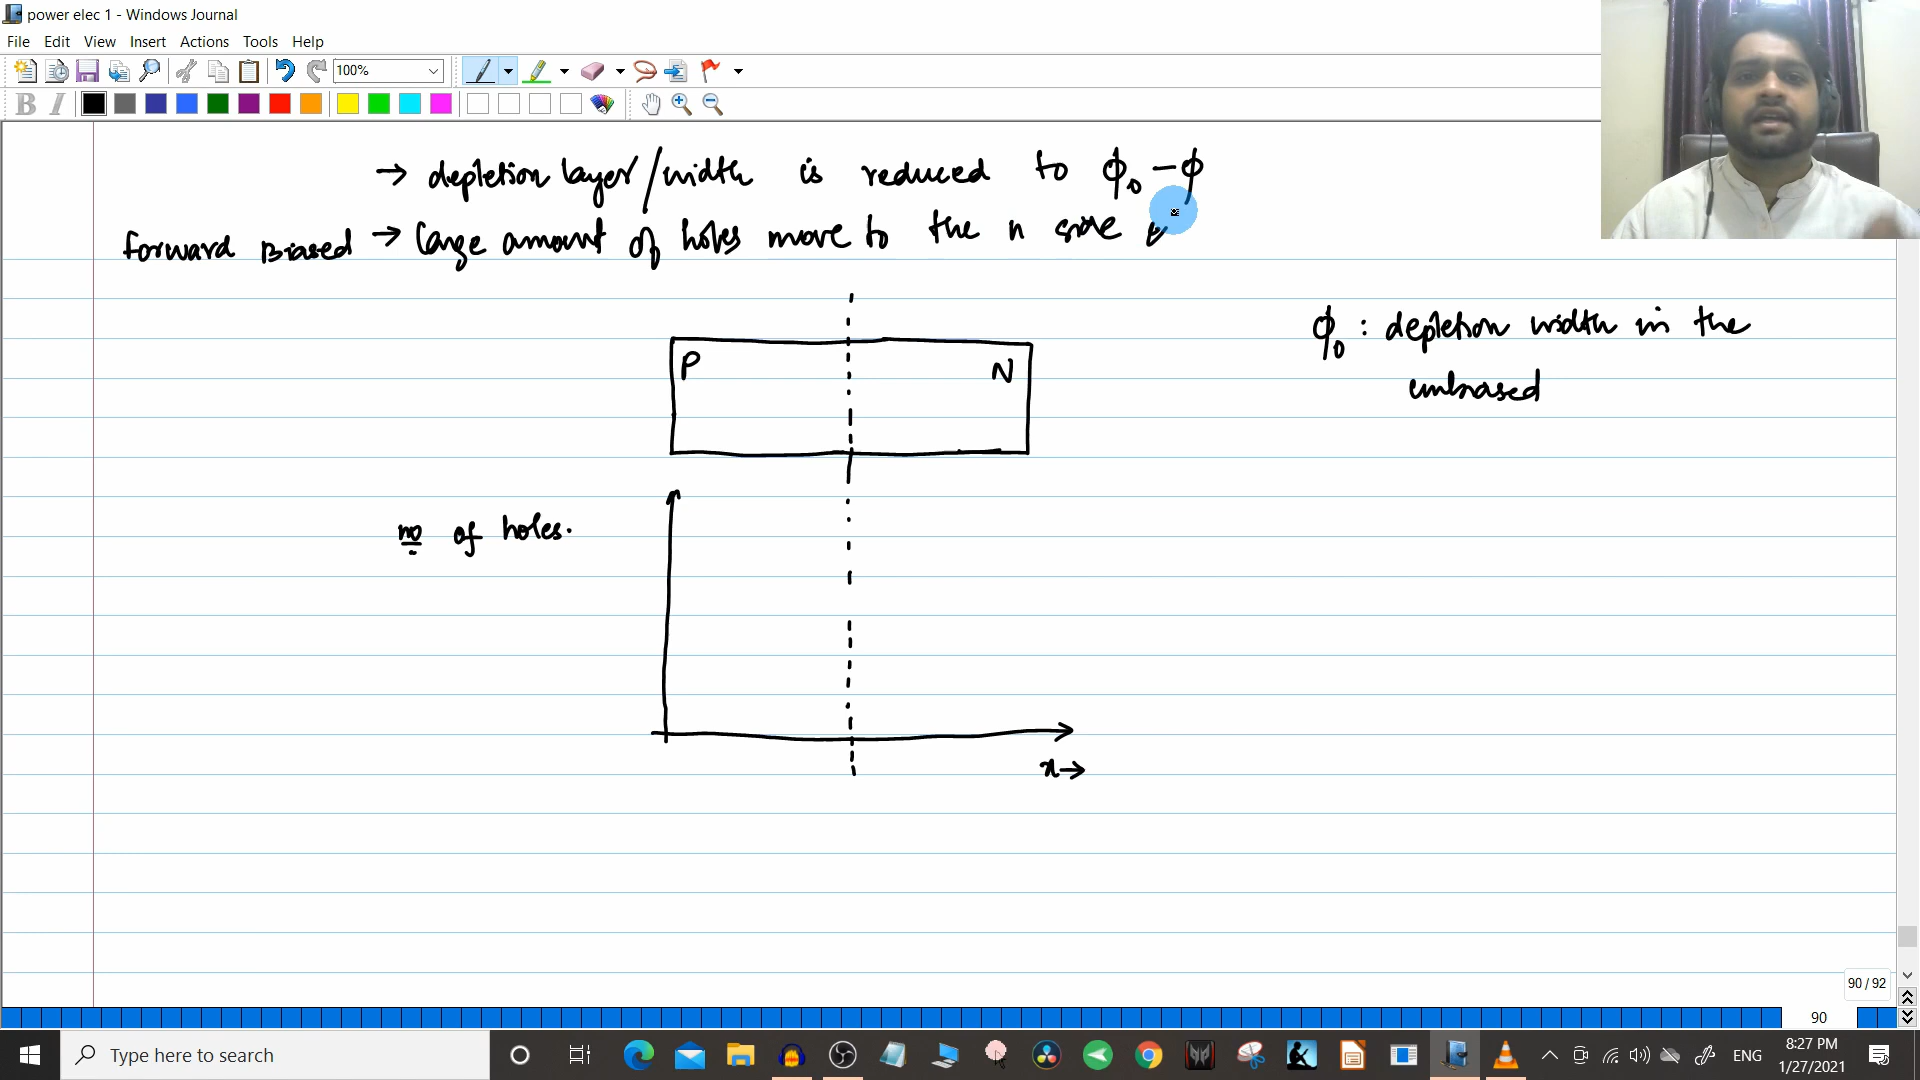 power elec 1 - Windows Journal
File Edit View Insert Actions Tools Help
100%
B I
→ depletion layer/width is reduced to ϕ₀ - ϕ
Forward Biased → large amount of holes move to the n side
ϕ₀ : depletion width in the
unbiased
P N
no of holes.
x→
90 / 92
90
Type here to search
ENG
8:27 PM
1/27/2021